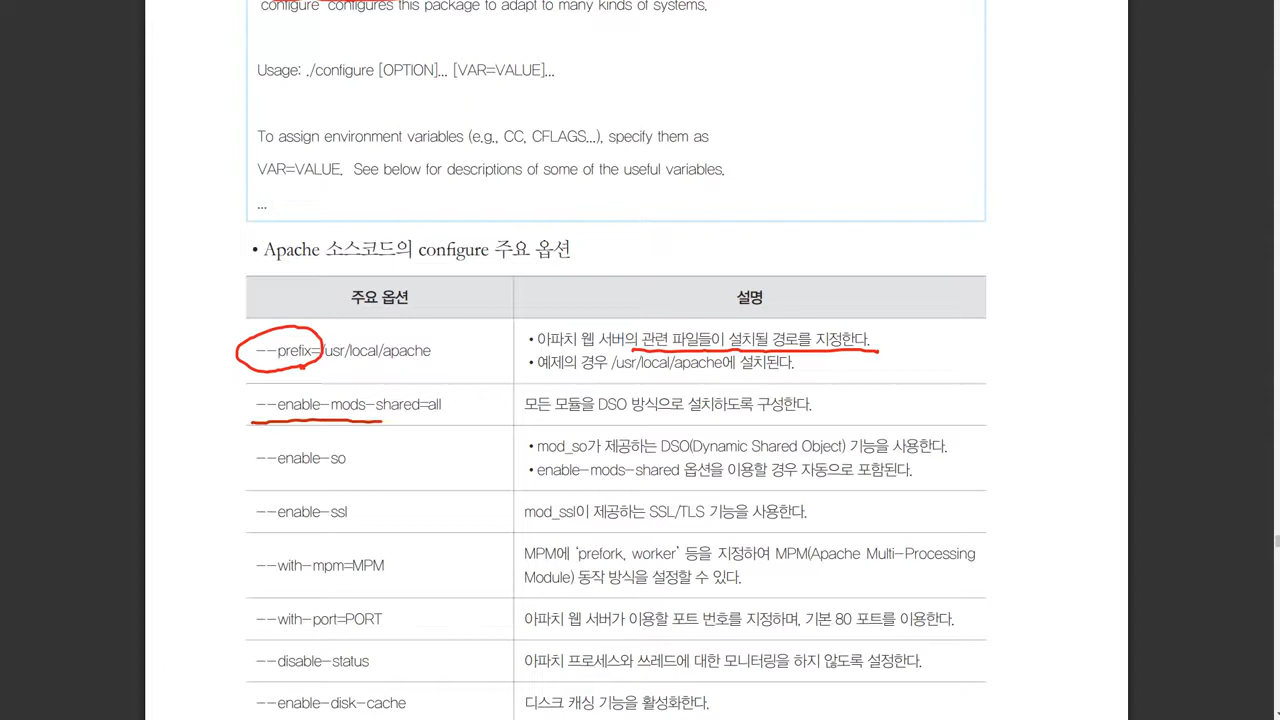 'configure' configures this package to adapt to many kinds of systems.
Usage: ./configure [OPTION]... [VAR=VALUE]...
To assign environment variables (e.g., CC, CFLAGS...), specify them as
VAR=VALUE. See below for descriptions of some of the useful variables.
...
• Apache 소스코드의 configure 주요 옵션
주요 옵션 설명
--prefix=/usr/local/apache
• 아파치 웹 서버의 관련 파일들이 설치될 경로를 지정한다.
• 예제의 경우 /usr/local/apache에 설치된다.
--enable-mods-shared=all 모든 모듈을 DSO 방식으로 설치하도록 구성한다.
--enable-so
• mod_so가 제공하는 DSO(Dynamic Shared Object) 기능을 사용한다.
• enable-mods-shared 옵션을 이용할 경우 자동으로 포함된다.
--enable-ssl mod_ssl이 제공하는 SSL/TLS 기능을 사용한다.
--with-mpm=MPM
MPM에 'prefork, worker' 등을 지정하여 MPM(Apache Multi-Processing
Module) 동작 방식을 설정할 수 있다.
--with-port=PORT 아파치 웹 서버가 이용할 포트 번호를 지정하며, 기본 80 포트를 이용한다.
--disable-status 아파치 프로세스와 쓰레드에 대한 모니터링을 하지 않도록 설정한다.
--enable-disk-cache 디스크 캐싱 기능을 활성화한다.